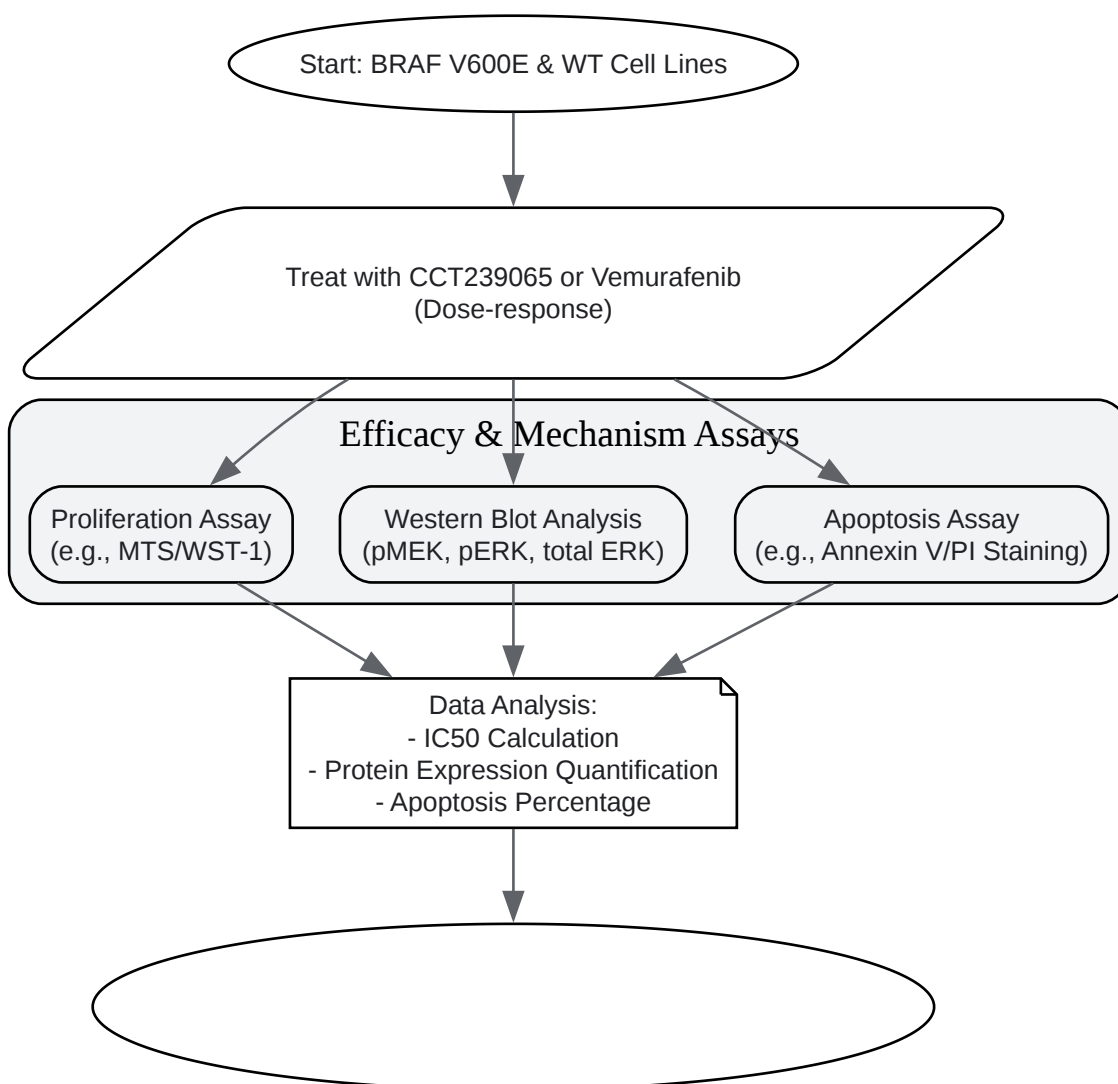 Start: BRAF V600E & WT Cell Lines
Treat with CCT239065 or Vemurafenib
(Dose-response)
Efficacy & Mechanism Assays
Proliferation Assay
(e.g., MTS/WST-1)
Western Blot Analysis
(pMEK, pERK, total ERK)
Apoptosis Assay
(e.g., Annexin V/PI Staining)
Data Analysis:
- IC50 Calculation
- Protein Expression Quantification
- Apoptosis Percentage